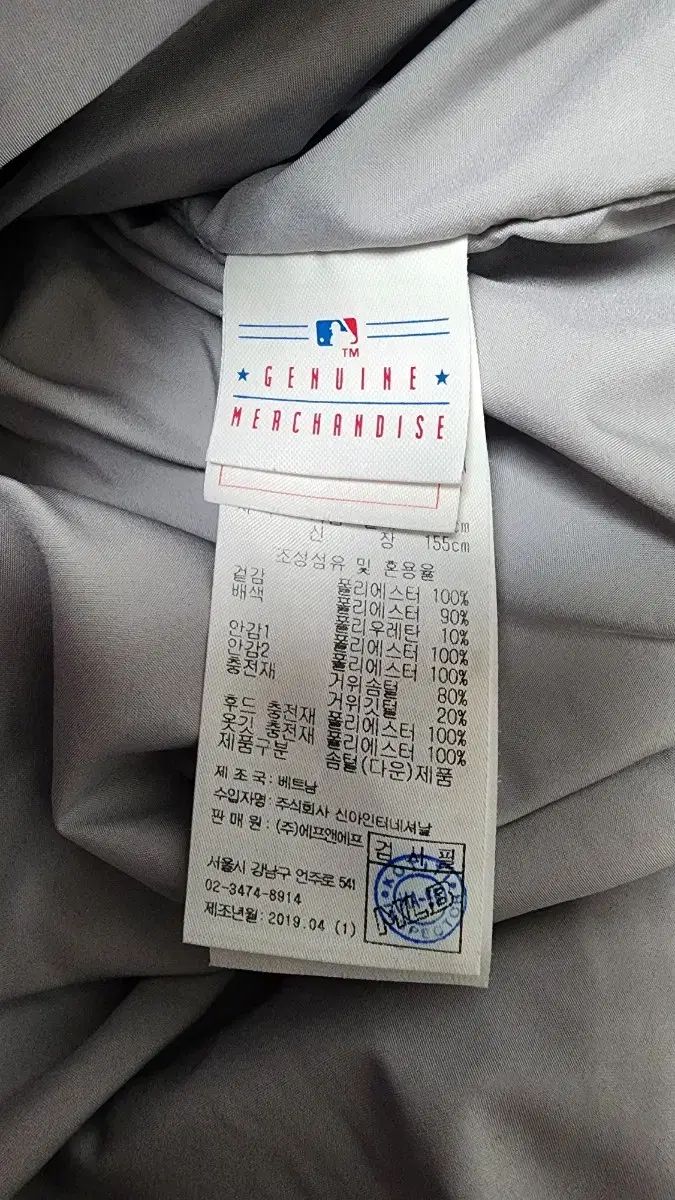 TM
GENUINE
MERCHANDISE
cm
신 장 155cm
조성섬유 및 혼용율
겉감 폴리에스터 100%
배색 폴리에스터 90%
폴리우레탄 10%
안감1 폴리에스터 100%
안감2 폴리에스터 100%
충전재 거위솜털 80%
거위깃털 20%
후드 충전재 폴리에스터 100%
옷깃 충전재 폴리에스터 100%
제품구분 솜털(다운)제품
제 조 국 : 베트남
수입자명 : 주식회사 신아인터네셔날
판 매 원 : (주)에프앤에프
서울시 강남구 언주로 541
02-3474-8914
제조년월 : 2019.04 (1)
검 사 필
MLB